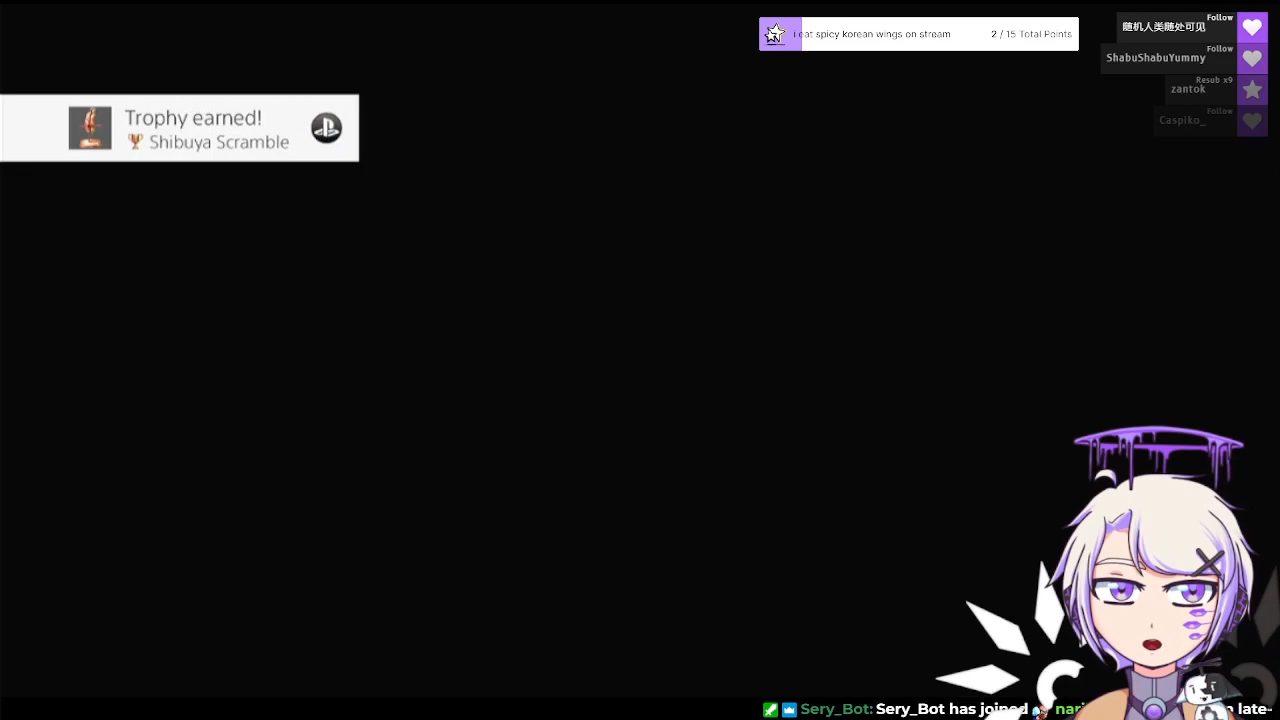 i eat spicy korean wings on stream 2 / 15 Total Points
Follow
随机人类随处可见
Follow
ShabuShabuYummy
Resub x9
zantok
Follow
Caspiko_
Trophy earned!
Shibuya Scramble
Sery_Bot: Sery_Bot has joined
late-